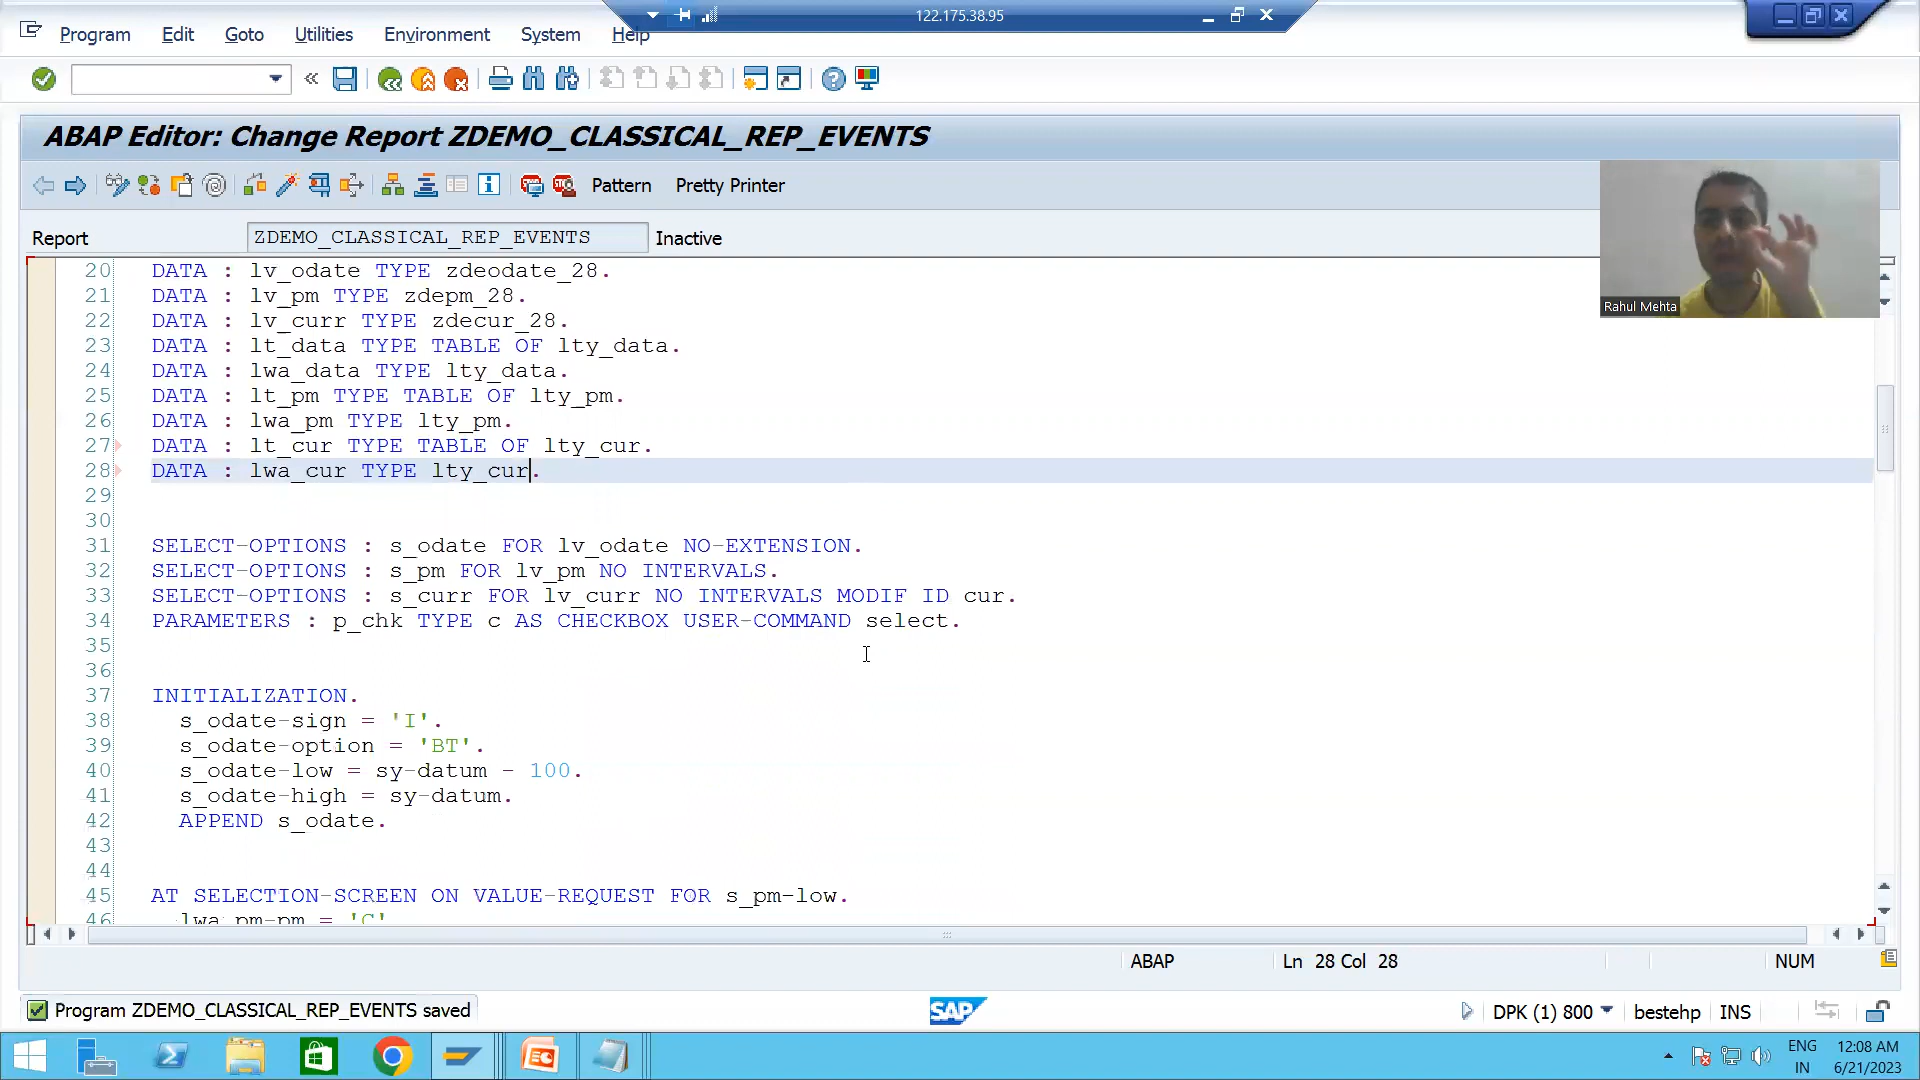 122.175.38.95
Program Edit Goto Utilities Environment System Help
ABAP Editor: Change Report ZDEMO_CLASSICAL_REP_EVENTS
Pattern Pretty Printer
Report ZDEMO_CLASSICAL_REP_EVENTS Inactive
Rahul Mehta
20 DATA : lv_odate TYPE zdeodate_28.
21 DATA : lv_pm TYPE zdepm_28.
22 DATA : lv_curr TYPE zdecur_28.
23 DATA : lt_data TYPE TABLE OF lty_data.
24 DATA : lwa_data TYPE lty_data.
25 DATA : lt_pm TYPE TABLE OF lty_pm.
26 DATA : lwa_pm TYPE lty_pm.
27 DATA : lt_cur TYPE TABLE OF lty_cur.
28 DATA : lwa_cur TYPE lty_cur.
29
30
31 SELECT-OPTIONS : s_odate FOR lv_odate NO-EXTENSION.
32 SELECT-OPTIONS : s_pm FOR lv_pm NO INTERVALS.
33 SELECT-OPTIONS : s_curr FOR lv_curr NO INTERVALS MODIF ID cur.
34 PARAMETERS : p_chk TYPE c AS CHECKBOX USER-COMMAND select.
35
36
37 INITIALIZATION.
38 s_odate-sign = 'I'.
39 s_odate-option = 'BT'.
40 s_odate-low = sy-datum - 100.
41 s_odate-high = sy-datum.
42 APPEND s_odate.
43
44
45 AT SELECTION-SCREEN ON VALUE-REQUEST FOR s_pm-low.
46 lwa_pm-pm = 'C'
ABAP Ln 28 Col 28 NUM
Program ZDEMO_CLASSICAL_REP_EVENTS saved
SAP
DPK (1) 800 bestehp INS
ENG 12:08 AM
IN 6/21/2023